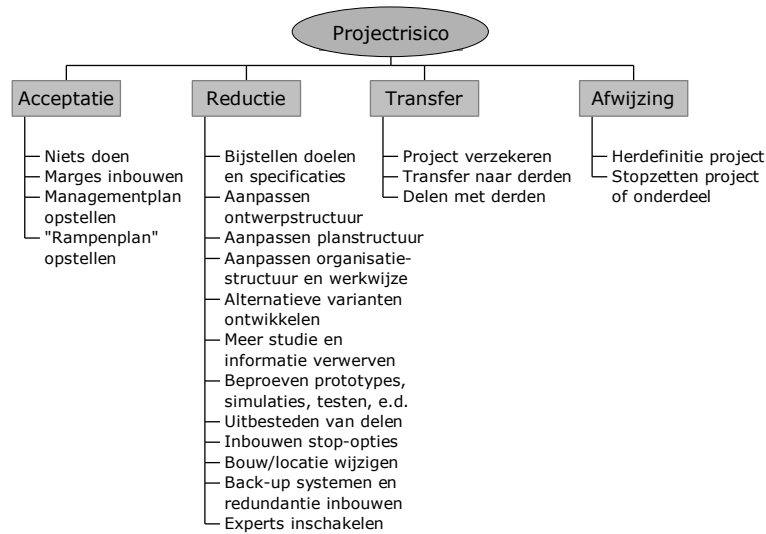 Projectrisico
Acceptatie
Niets doen
Marges inbouwen
Managementplan
opstellen
"Rampenplan"
opstellen
Reductie
Bijstellen doelen
en specificaties
Aanpassen
ontwerpstructuur
Aanpassen planstructuur
Aanpassen organisatie-
structuur en werkwijze
Alternatieve varianten
ontwikkelen
Meer studie en
informatie verwerven
Beproeven prototypes,
simulaties, testen, e.d.
Uitbesteden van delen
Inbouwen stop-opties
Bouw/locatie wijzigen
Back-up systemen en
redundantie inbouwen
Experts inschakelen
Transfer
Project verzekeren
Transfer naar derden
Delen met derden
Afwijzing
Herdefinitie project
Stopzetten project
of onderdeel